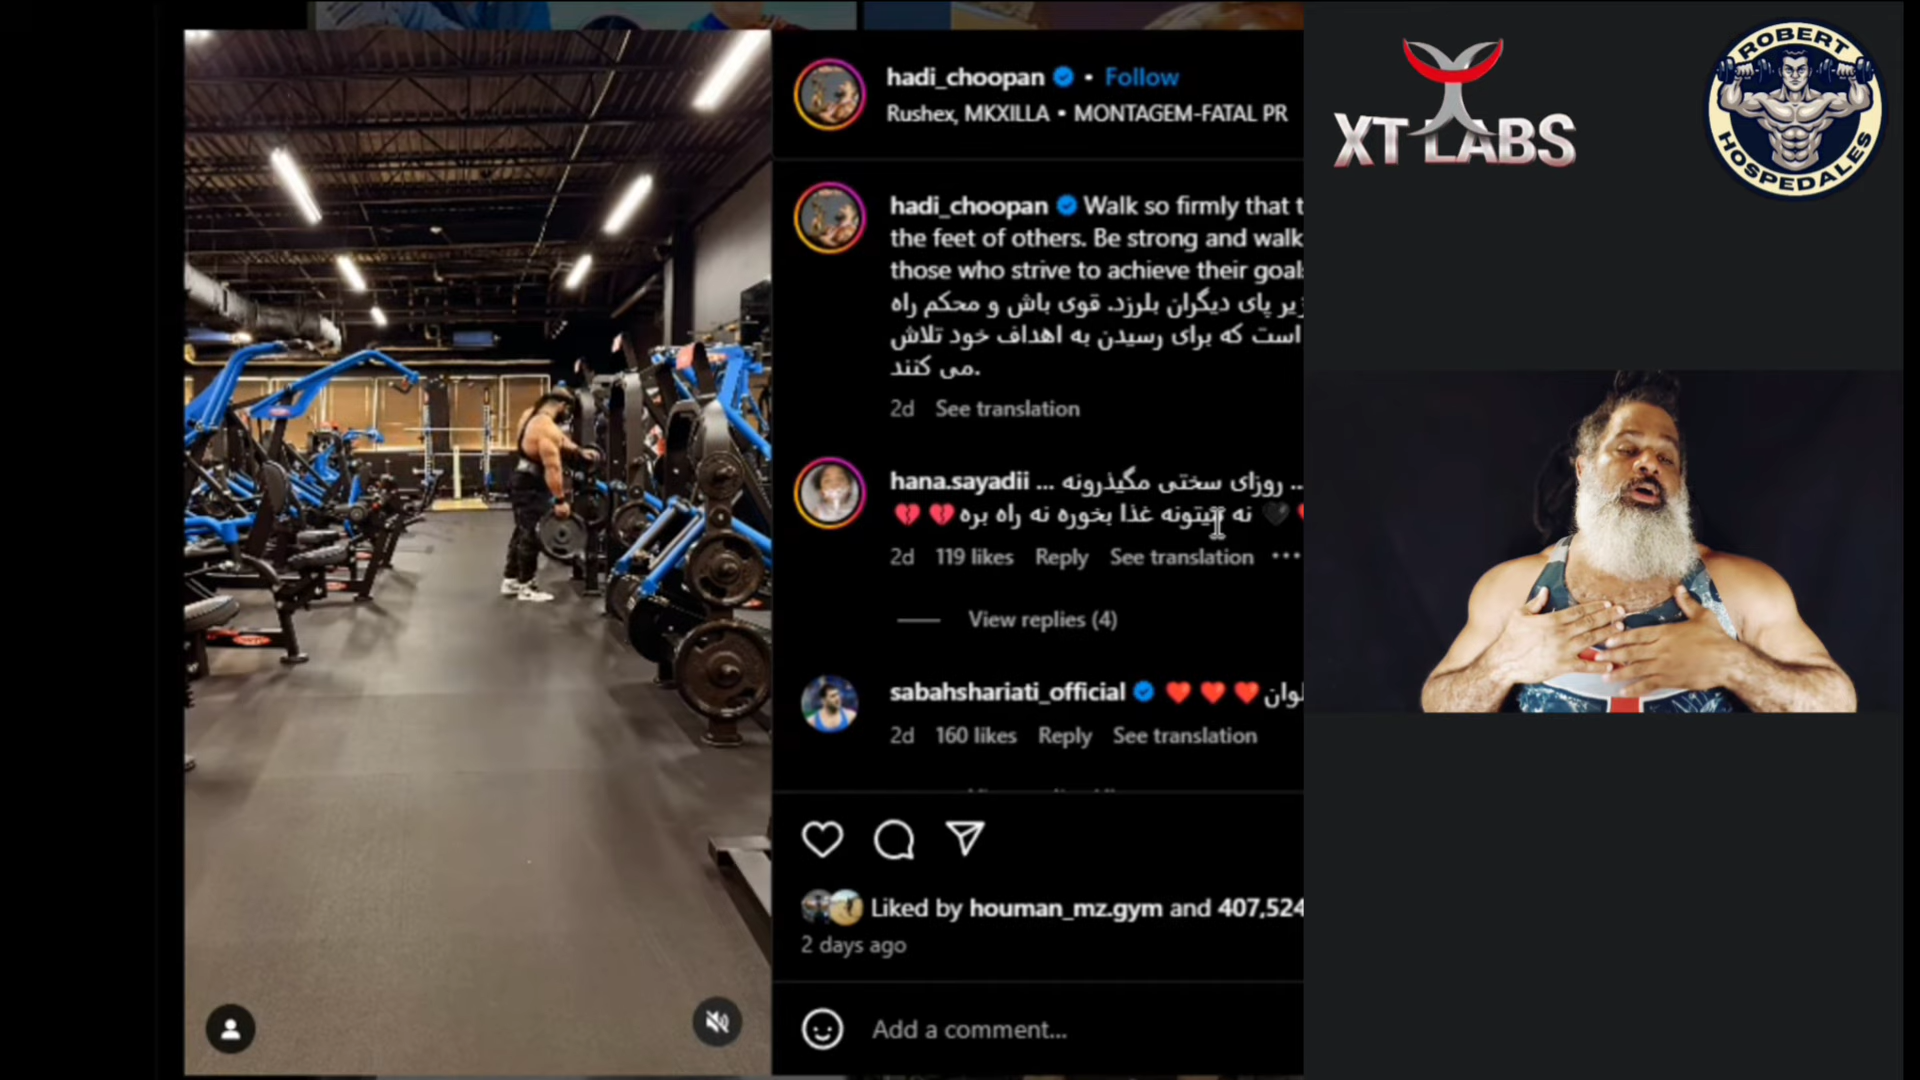 hadi_choopan • Follow
Rushex, MKXILLA • MONTAGEM-FATAL PR
hadi_choopan Walk so firmly that t
the feet of others. Be strong and walk
those who strive to achieve their goal
زیر پای دیگران بلرزد. قوی باش و محکم راه
است که برای رسیدن به اهداف خود تلاش
می کنند.
2d See translation
hana.sayadii ... روزای سختی مگیذرونه ...
نه میتونه غذا بخوره نه راه بره
2d 119 likes Reply See translation •••
View replies (4)
sabahshariati_official
2d 160 likes Reply See translation
Liked by houman_mz.gym and 407,524
2 days ago
Add a comment...
XT LABS
ROBERT
HOSPEDALES